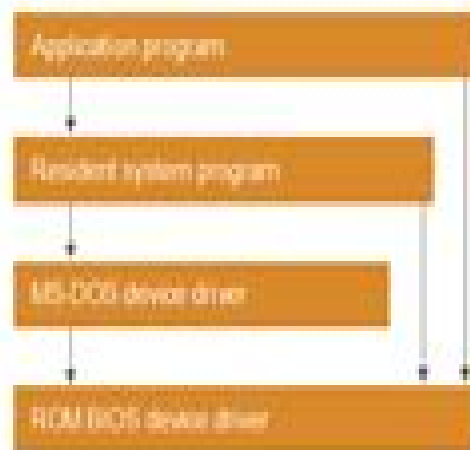 Application program
Resident system program
MS-DOS device driver
ROM BIOS device driver